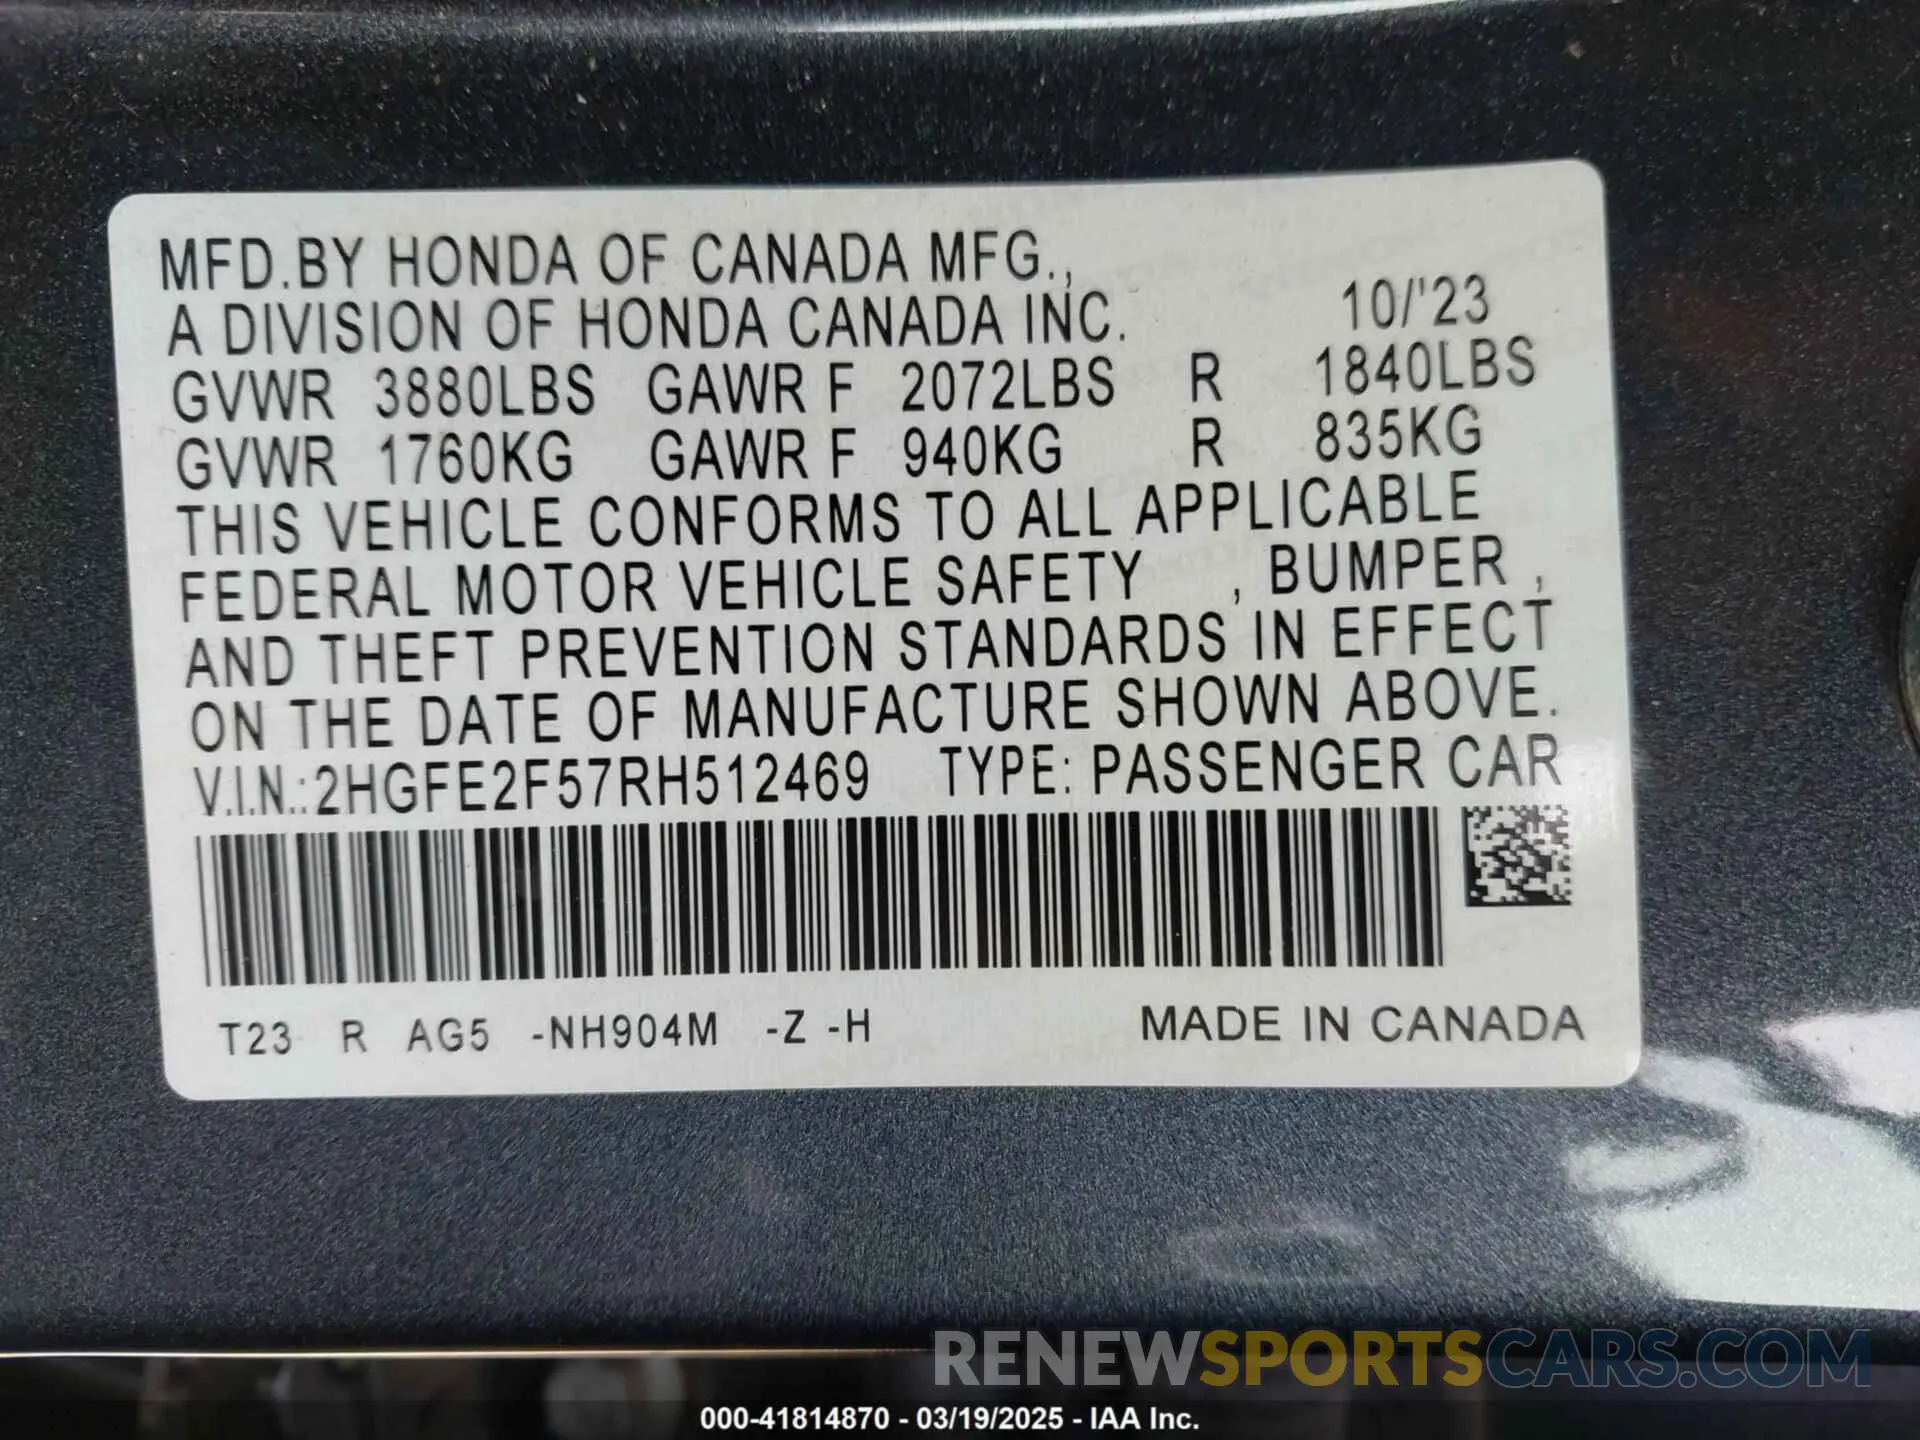 MFD.BY HONDA OF CANADA MFG.,
A DIVISION OF HONDA CANADA INC. 10/'23
GVWR 3880LBS GAWR F 2072LBS R 1840LBS
GVWR 1760KG GAWR F 940KG R 835KG
THIS VEHICLE CONFORMS TO ALL APPLICABLE
FEDERAL MOTOR VEHICLE SAFETY , BUMPER ,
AND THEFT PREVENTION STANDARDS IN EFFECT
ON THE DATE OF MANUFACTURE SHOWN ABOVE.
V.I.N.:2HGFE2F57RH512469 TYPE: PASSENGER CAR
T23 R AG5 -NH904M -Z -H MADE IN CANADA
RENEWSPORTSCARS.COM
000-41814870 - 03/19/2025 - IAA Inc.